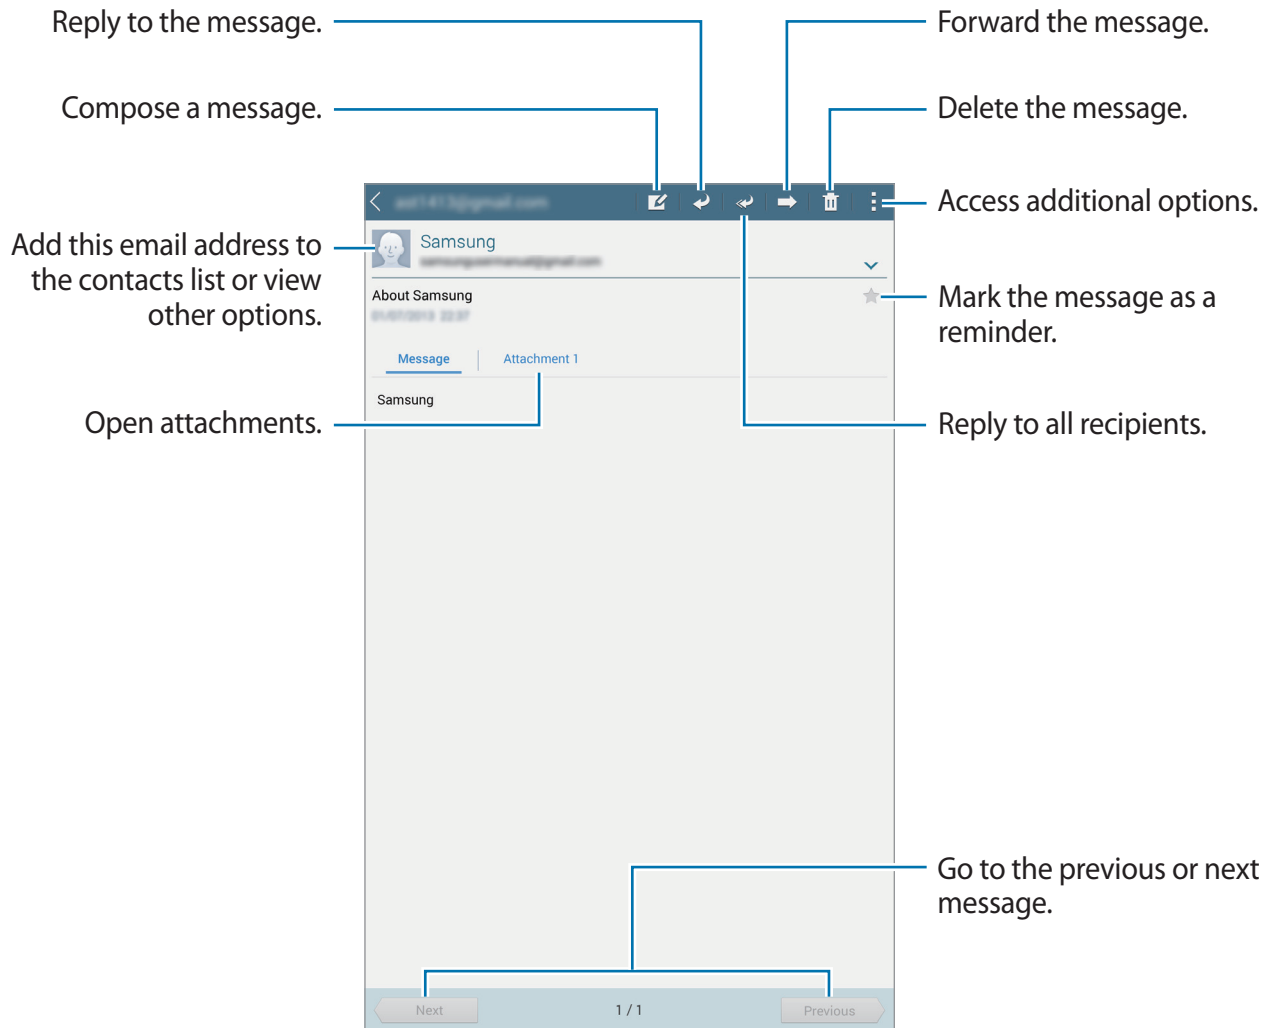 Reply to the message.
Forward the message.
Compose a message.
Delete the message.
Access additional options.
Add this email address to
the contacts list or view
other options.
Samsung
About Samsung
Mark the message as a
reminder.
Message
Attachment 1
Samsung
Open attachments.
Reply to all recipients.
Go to the previous or next
message.
Next
1 / 1
Previous